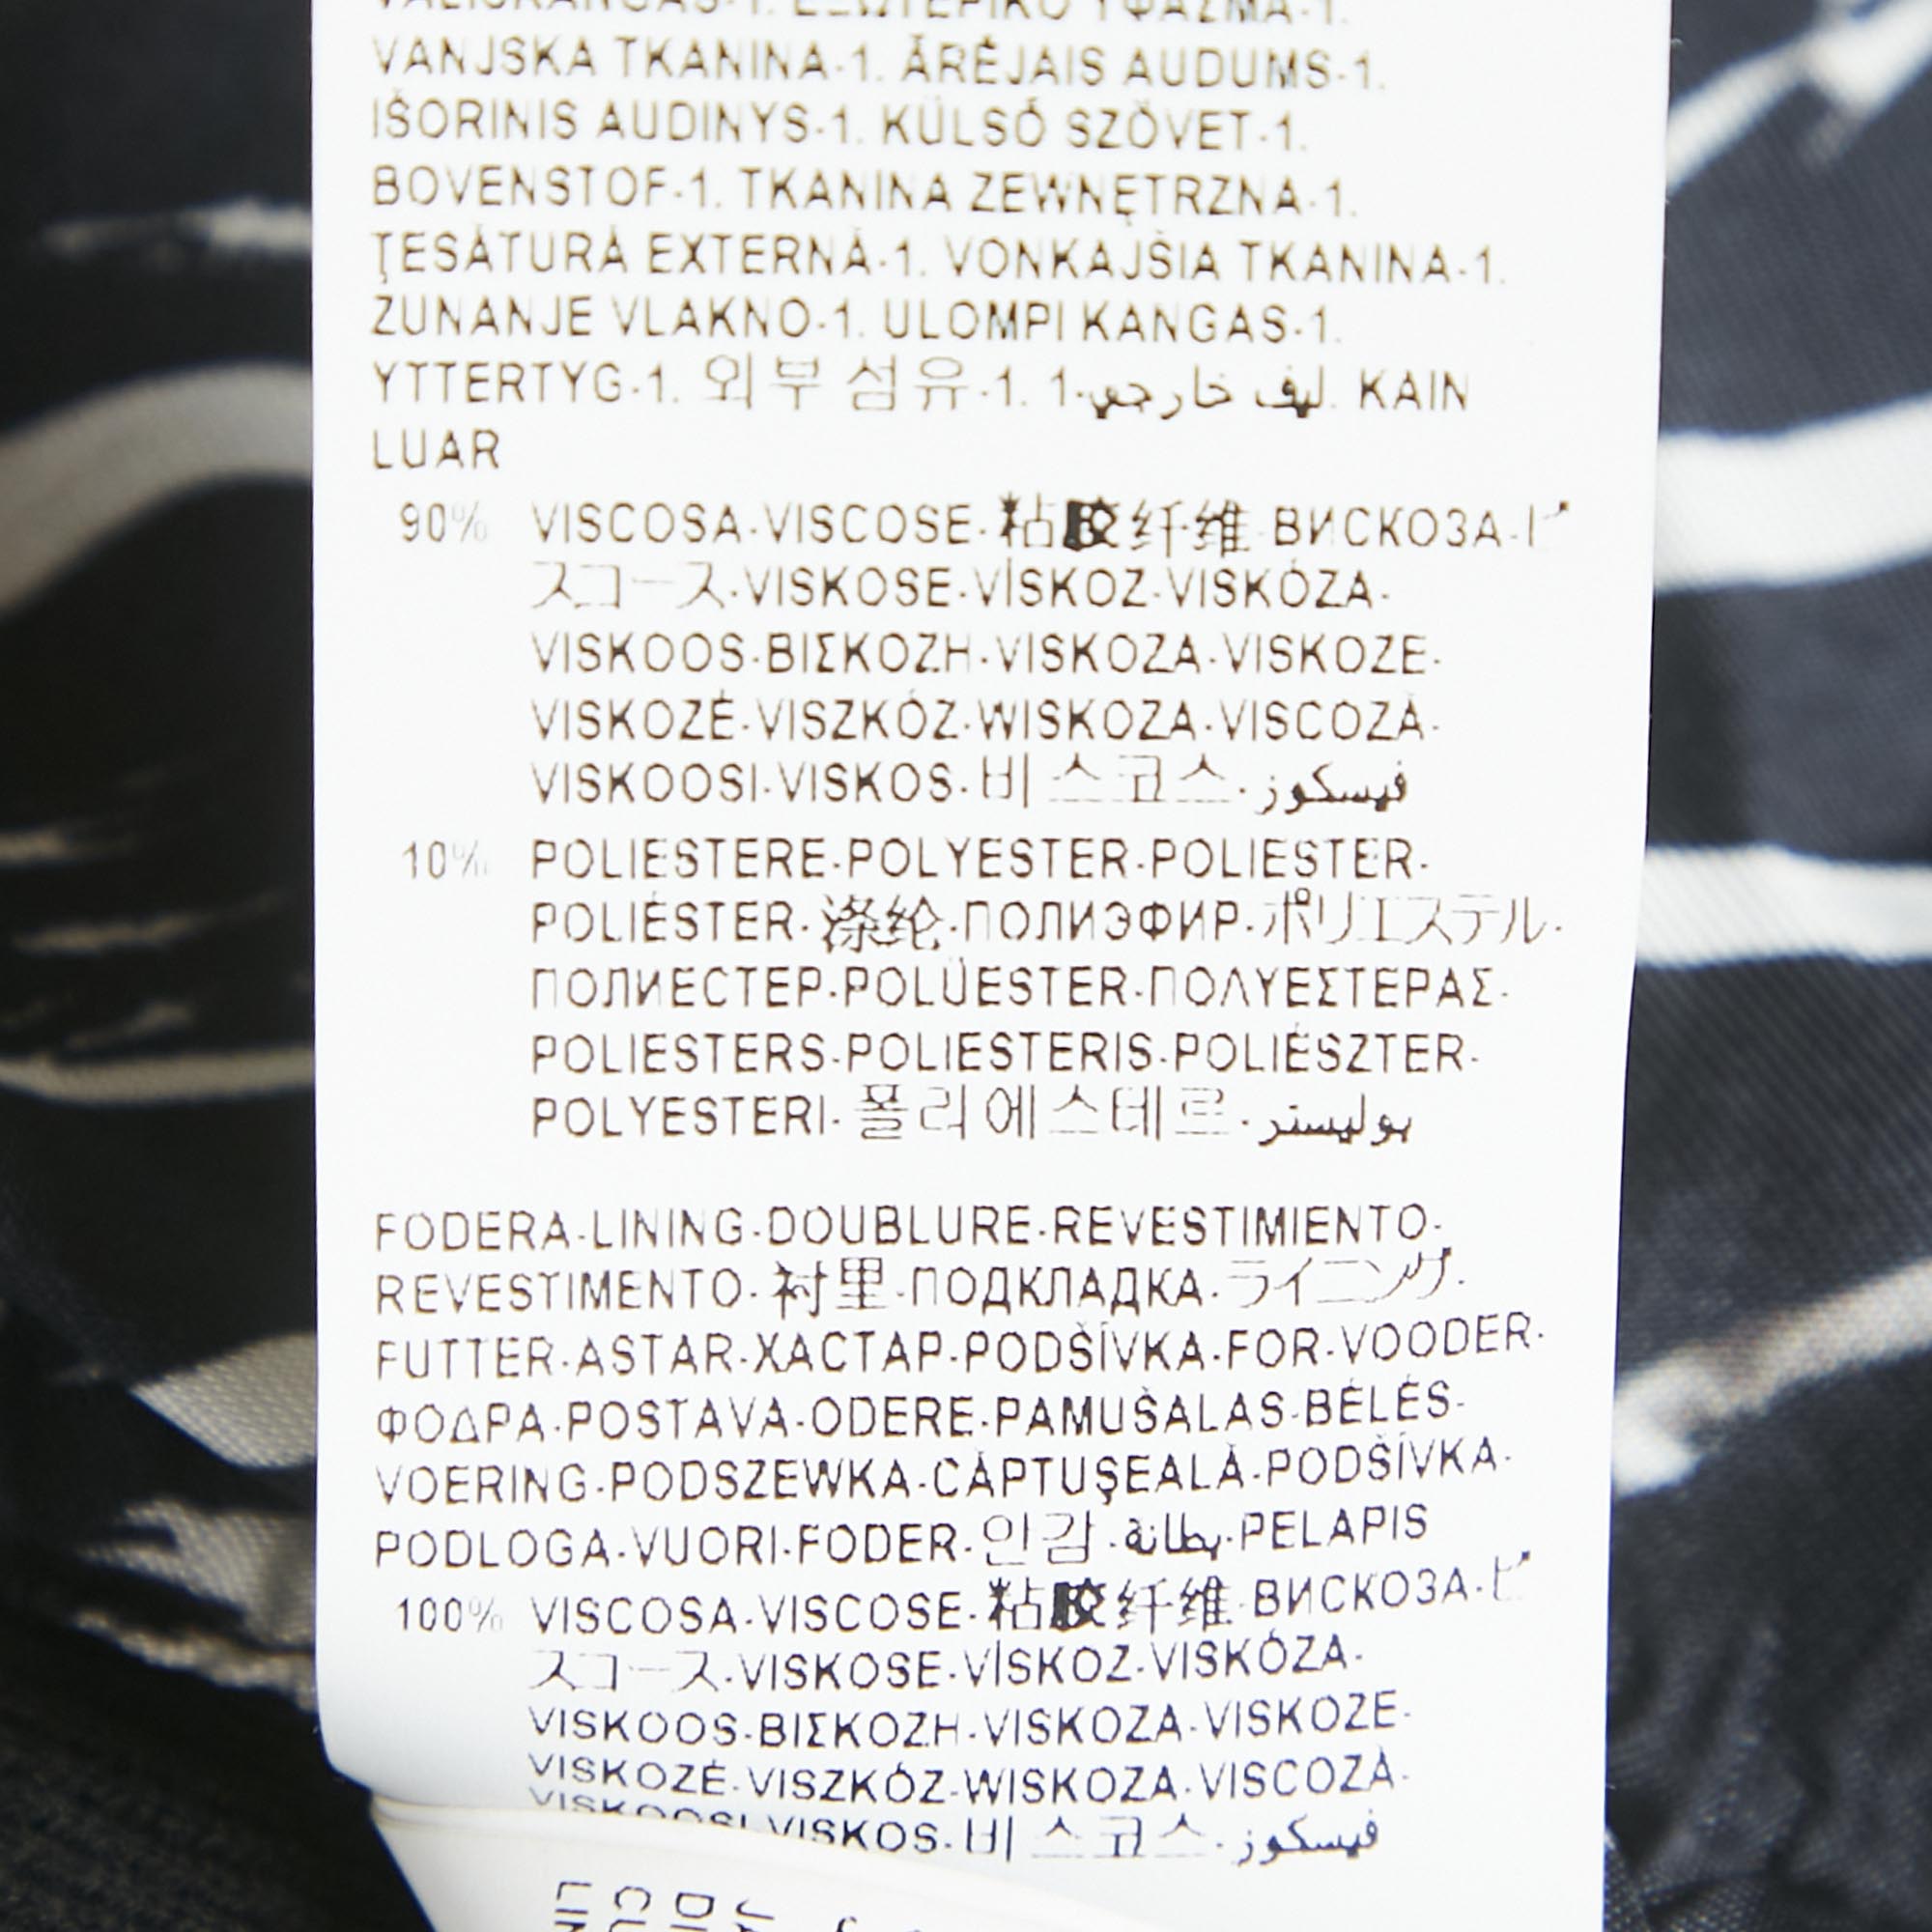 VALISKANGAS-1. ΕΞΩΤΕΡΙΚΟ ΥΦΑΣΜΑ-1.
VANJSKA TKANINA-1. ĀRĒJAIS AUDUMS-1.
IŠORINIS AUDINYS-1. KÜLSŐ SZÖVET-1.
BOVENSTOF-1. TKANINA ZEWNĘTRZNA-1.
ŢESĂTURĂ EXTERNĂ-1. VONKAJŠIA TKANINA-1.
ZUNANJE VLAKNO-1. ULOMPI KANGAS-1.
YTTERTYG-1. 외부 섬유-1. ليف خارجي-1. KAIN
LUAR
90% VISCOSA-VISCOSE-粘胶纤维-ВИСКОЗА-ビ
スコース-VISKOSE-VİSKOZ-VISKÓZA-
VISKOOS-ΒΙΣΚΟΖΗ-VISKOZA-VISKOZE-
VISKOZĖ-VISZKÓZ-WISKOZA-VISCOZĂ-
VISKOOSI-VISKOS-비스코스-فيسكوز
10% POLIESTERE-POLYESTER-POLIESTER-
POLIÉSTER-涤纶-ПОЛИЭФИР-ポリエステル-
ПОЛИЕСТЕР-POLÜESTER-ΠΟΛΥΕΣΤΕΡΑΣ-
POLIESTERS-POLIESTERIS-POLIÉSZTER-
POLYESTERI-폴리에스테르-بوليستر
FODERA-LINING-DOUBLURE-REVESTIMIENTO-
REVESTIMENTO-衬里-ПОДКЛАДКА-ライニング-
FUTTER-ASTAR-ХАСТАР-PODŠÍVKA-FOR-VOODER-
ΦΟΔΡΑ-POSTAVA-ODERE-PAMUŠALAS-BÉLÉS-
VOERING-PODSZEWKA-CĂPTUŞEALĂ-PODŠÍVKA-
PODLOGA-VUORI-FODER-안감-بطانة-PELAPIS
100% VISCOSA-VISCOSE-粘胶纤维-ВИСКОЗА-ビ
スコース-VISKOSE-VİSKOZ-VISKÓZA-
VISKOOS-ΒΙΣΚΟΖΗ-VISKOZA-VISKOZE-
VISKOZĖ-VISZKÓZ-WISKOZA-VISCOZĂ-
VISKOOSI-VISKOS-비스코스-فيسكوز